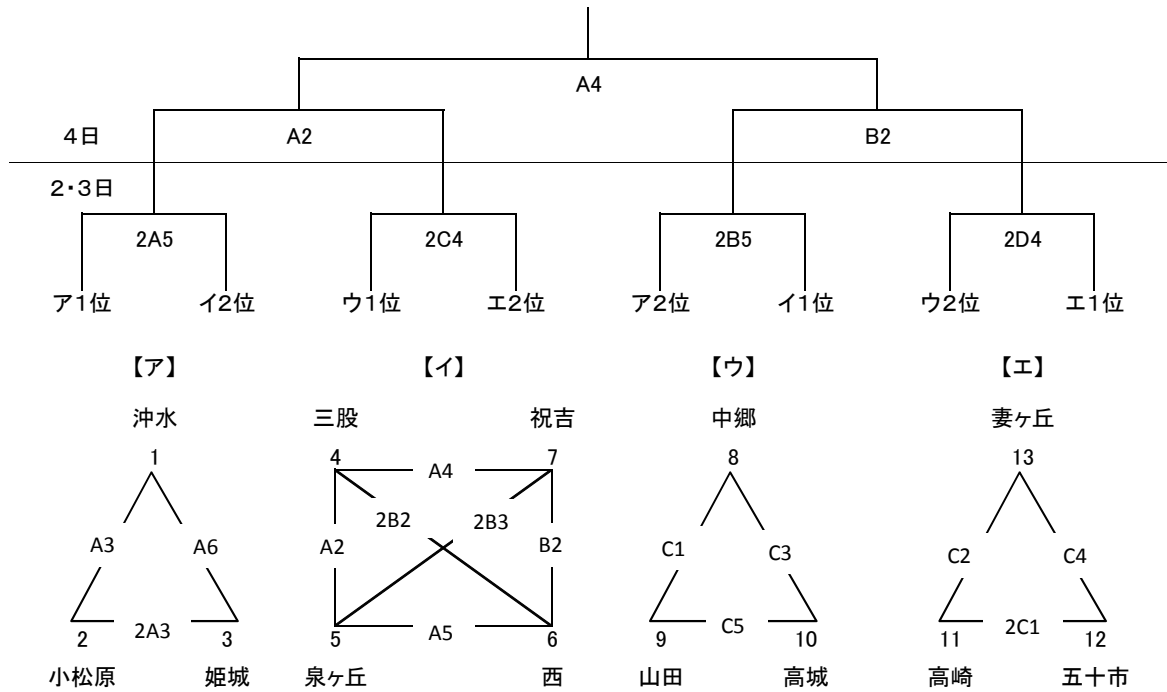 A4
4日 A2 B2
2・3日
2A5 2C4 2B5 2D4
ア1位 イ2位 ウ1位 エ2位 ア2位 イ1位 ウ2位 エ1位
【ア】 【イ】 【ウ】 【エ】
沖水 三股 祝吉 中郷 妻ヶ丘
1 4 7 8 13
A4
2B2 2B3
A3 A6 A2 B2 C1 C3 C2 C4
2 2A3 3 5 A5 6 9 C5 10 11 2C1 12
小松原 姫城 泉ヶ丘 西 山田 高城 高崎 五十市